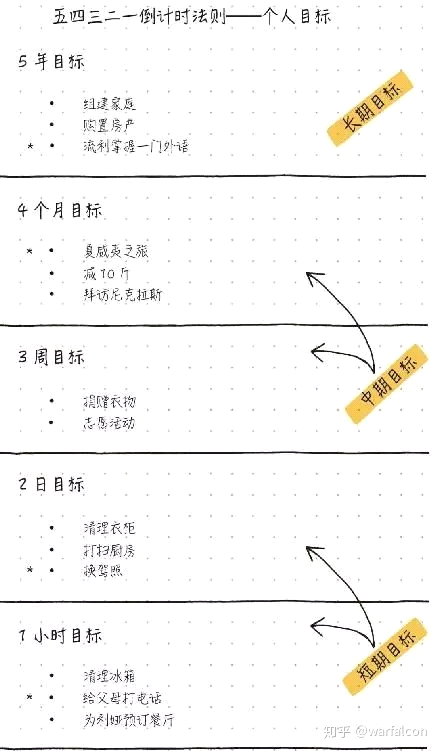 五四三二一倒计时法则——个人目标
5 年目标
• 组建家庭
• 购置房产
* • 流利掌握一门外语
长期目标
4 个月目标
* • 夏威夷之旅
• 减 10 斤
• 拜访尼克拉斯
3 周目标
• 捐赠衣物
• 志愿活动
中期目标
2 日目标
• 清理衣柜
• 打扫厨房
* • 换驾照
1 小时目标
• 清理冰箱
* • 给父母打电话
• 为利娅预订餐厅
短期目标
知乎 @warfalcon